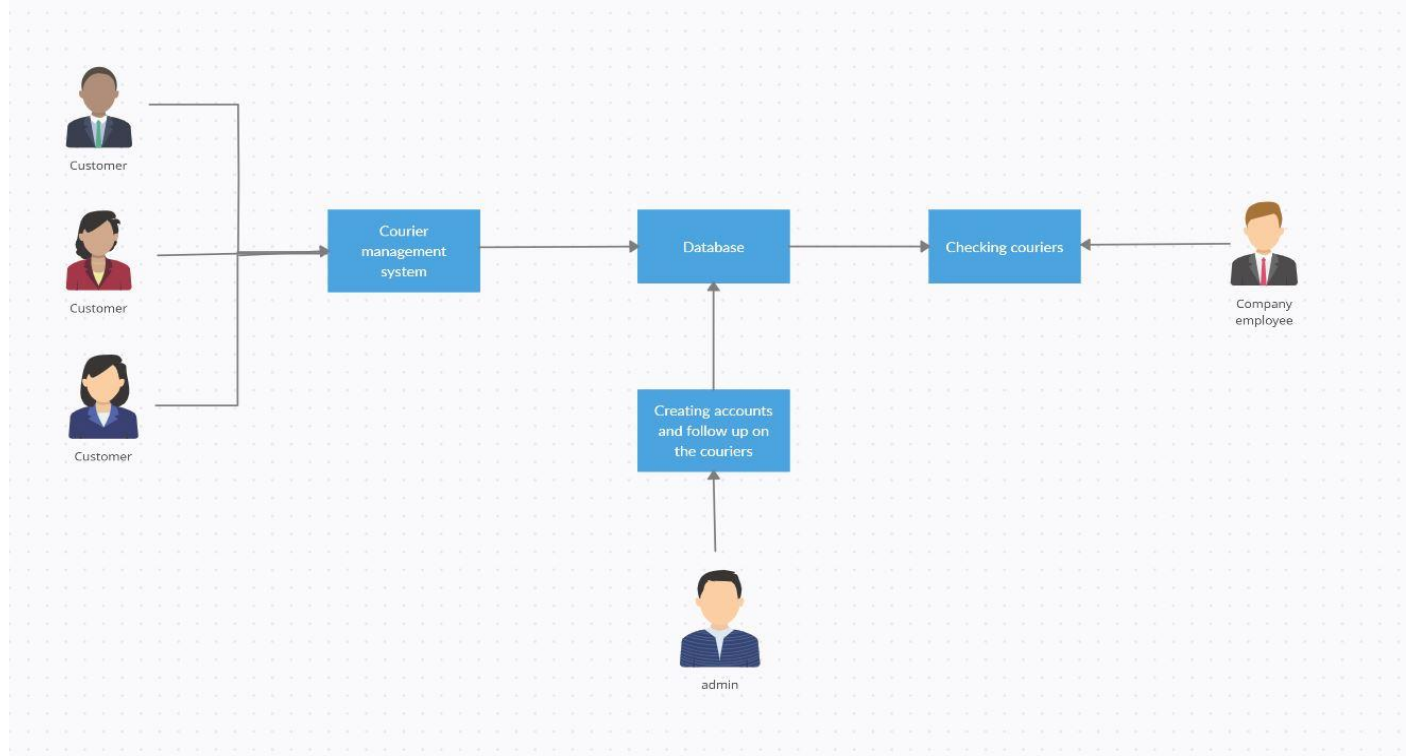 Customer
Customer
Customer
Courier
management
system
Database
Checking couriers
Company
employee
Creating accounts
and follow up on
the couriers
admin